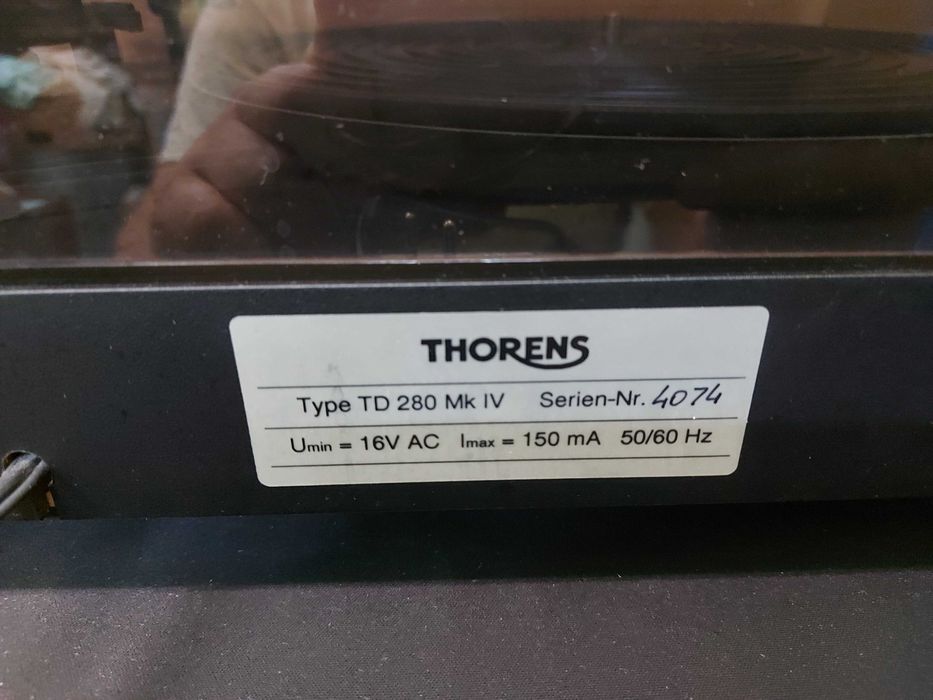 THORENS
Type TD 280 Mk IV Serien-Nr. 4074
Umin = 16V AC Imax = 150 mA 50/60 Hz